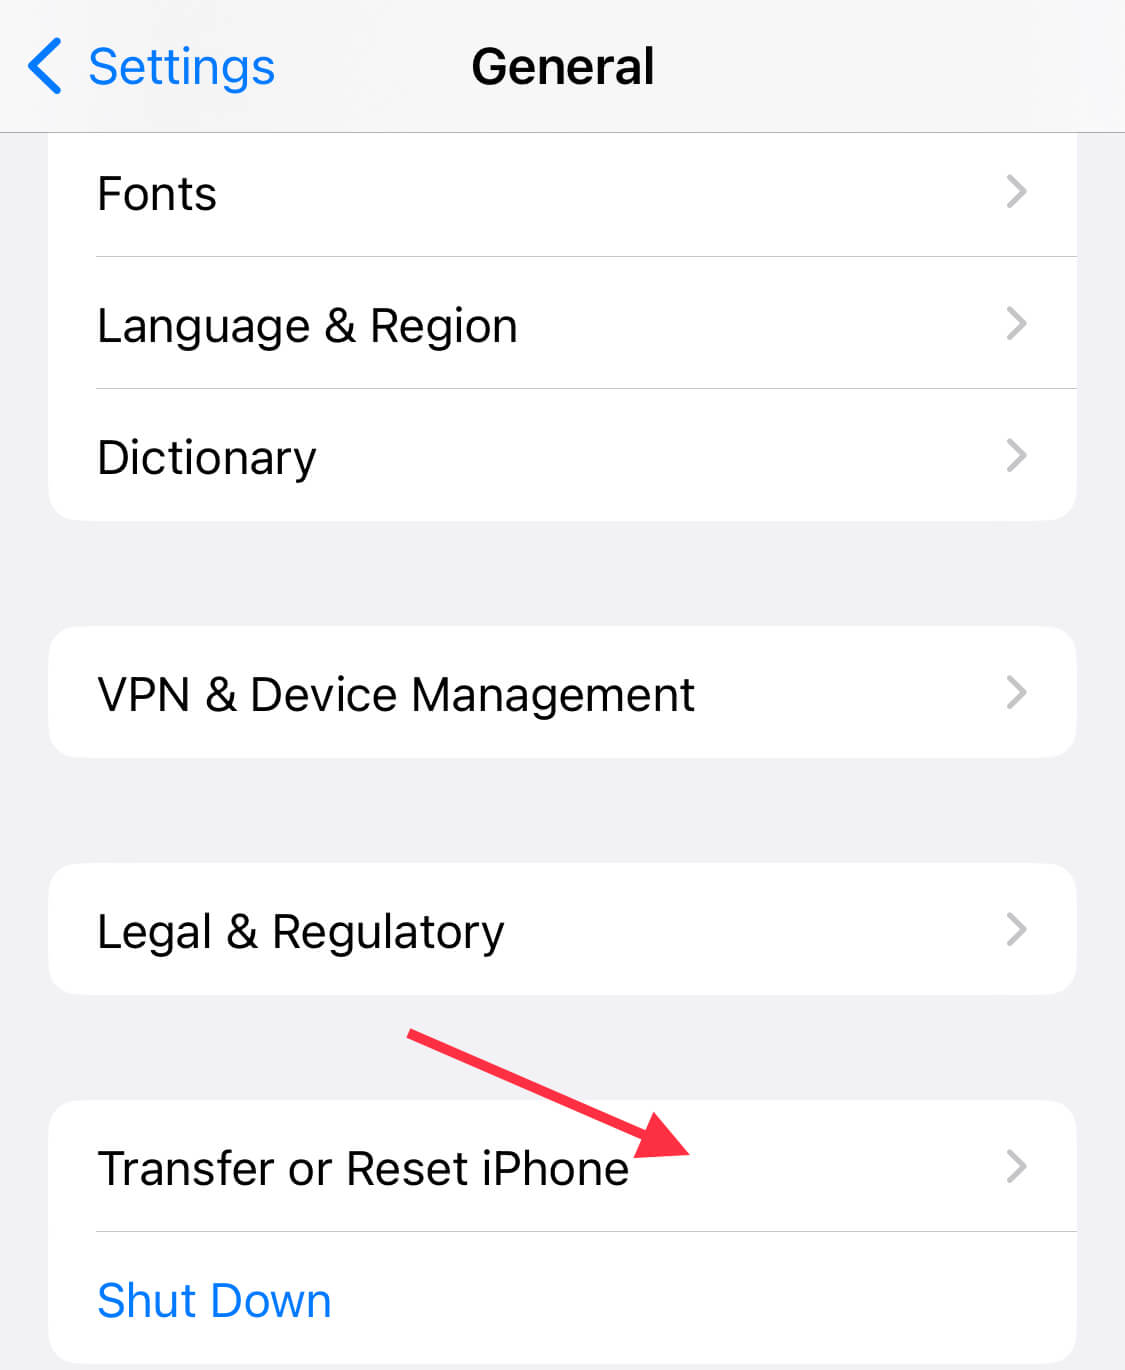 Settings
General
Fonts
Language & Region
Dictionary
VPN & Device Management
Legal & Regulatory
Transfer or Reset iPhone
Shut Down